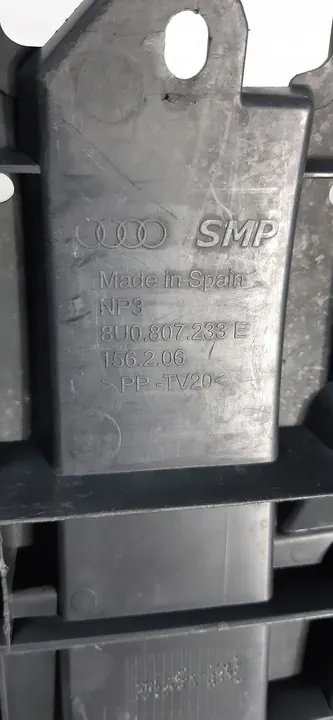 SMP
Made in Spain
NP3
8U0.807.233 E
156.2.06
>PP-TV20<